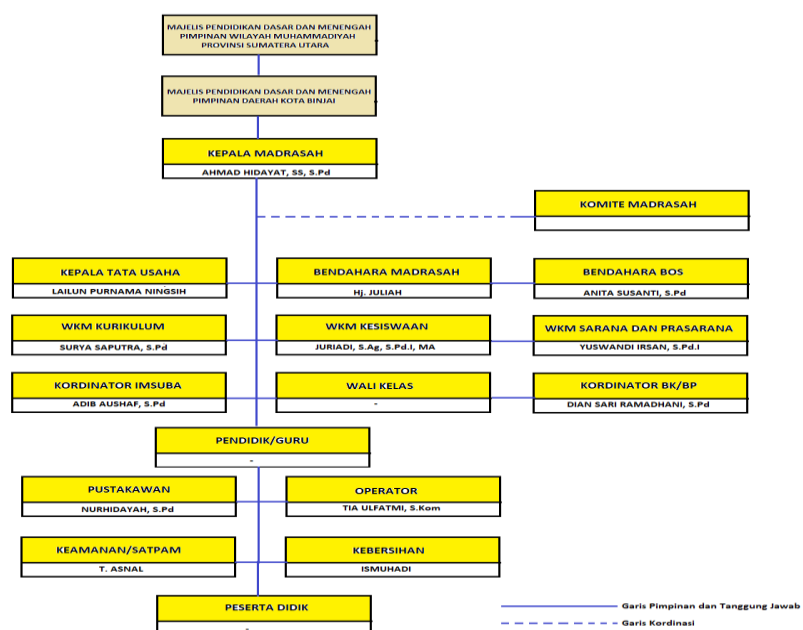 MAJELIS PENDIDIKAN DASAR DAN MENENGAH
PIMPINAN WILAYAH MUHAMMADIYAH
PROVINSI SUMATERA UTARA
MAJELIS PENDIDIKAN DASAR DAN MENENGAH
PIMPINAN DAERAH KOTA BINJAI
KEPALA MADRASAH
AHMAD HIDAYAT, SS, S.Pd
KOMITE MADRASAH
KEPALA TATA USAHA
LAILUN PURNAMA NINGSIH
BENDAHARA MADRASAH
Hj. JULIAH
BENDAHARA BOS
ANITA SUSANTI, S.Pd
WKM KURIKULUM
SURYA SAPUTRA, S.Pd
WKM KESISWAAN
JURIADI, S.Ag, S.Pd.I, MA
WKM SARANA DAN PRASARANA
YUSWANDI IRSAN, S.Pd.I
KORDINATOR IMSUBA
ADIB AUSHAF, S.Pd
WALI KELAS
-
KORDINATOR BK/BP
DIAN SARI RAMADHANI, S.Pd
PENDIDIK/GURU
-
PUSTAKAWAN
NURHIDAYAH, S.Pd
OPERATOR
TIA ULFATMI, S.Kom
KEAMANAN/SATPAM
T. ASNAL
KEBERSIHAN
ISMUHADI
PESERTA DIDIK
-
Garis Pimpinan dan Tanggung Jawab
Garis Kordinasi